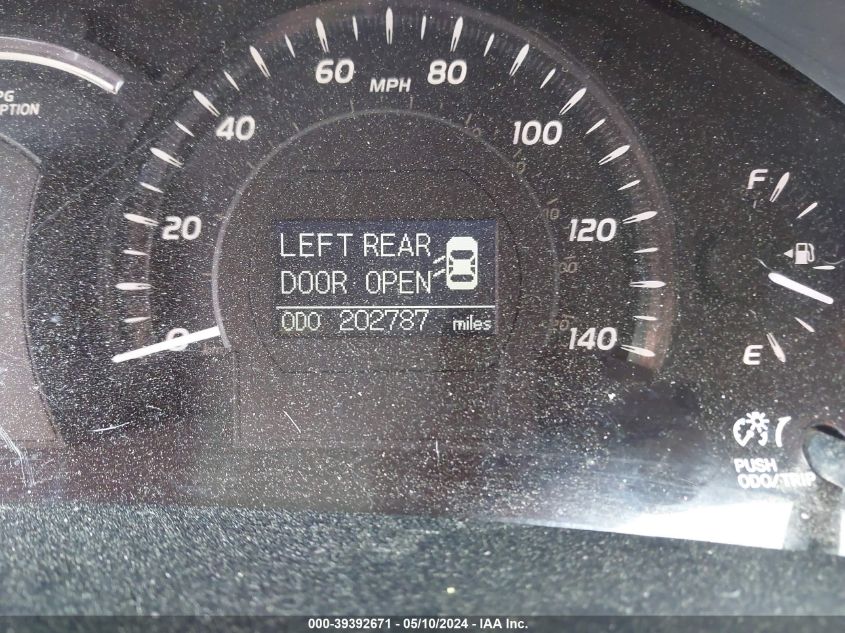 60
MPH
80
40
100
PTION
20
120
0
140
F
E
LEFT REAR
DOOR OPEN
ODO 202787 miles
PUSH
ODO/TRIP
000-39392671 - 05/10/2024 - IAA Inc.